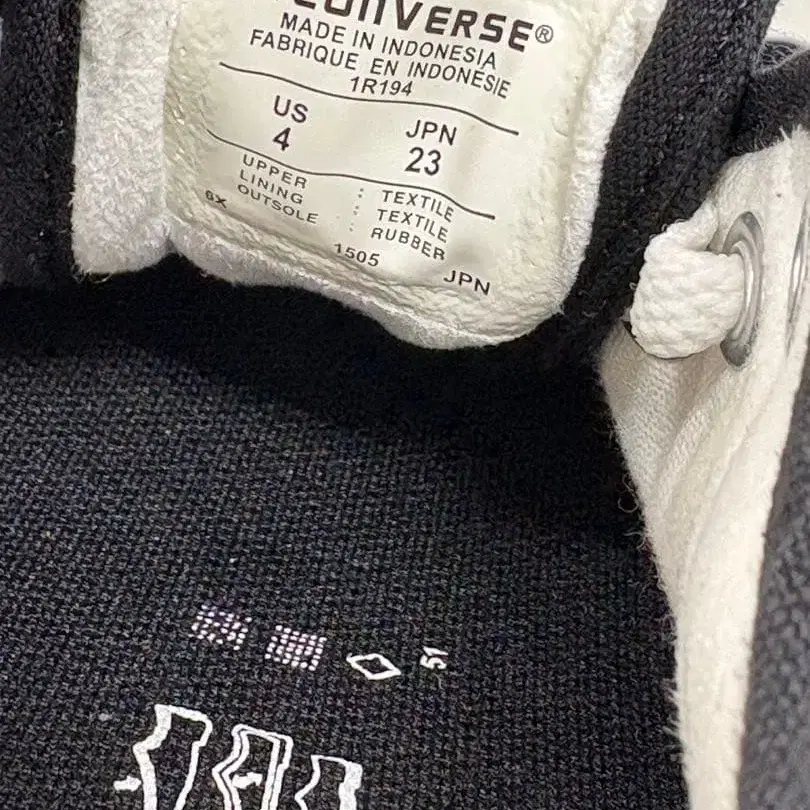 CONVERSE®
MADE IN INDONESIA
FABRIQUE EN INDONESIE
1R194
US JPN
4 23
UPPER : TEXTILE
LINING : TEXTILE
OUTSOLE : RUBBER
6X 1505 JPN
51